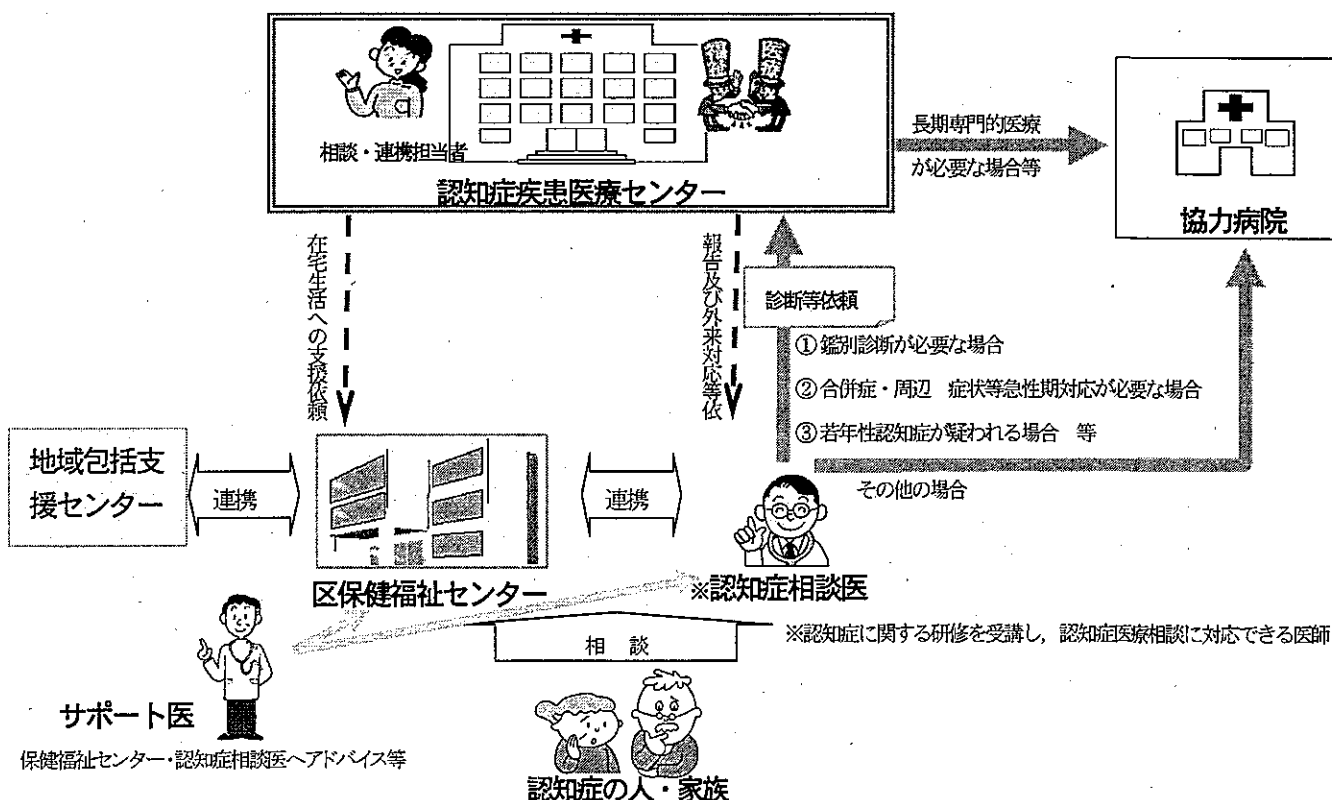 福祉
医療
相談・連携担当者
認知症疾患医療センター
長期専門的医療
が必要な場合等
協力病院
在宅生活への支援依頼
報告及び外来対応等依
診断等依頼
①鑑別診断が必要な場合
②合併症・周辺　症状等急性期対応が必要な場合
③若年性認知症が疑われる場合　等
その他の場合
地域包括支
援センター
連携
連携
区保健福祉センター
※認知症相談医
※認知症に関する研修を受講し，認知症医療相談に対応できる医師
相　談
サポート医
保健福祉センター・認知症相談医へアドバイス等
認知症の人・家族